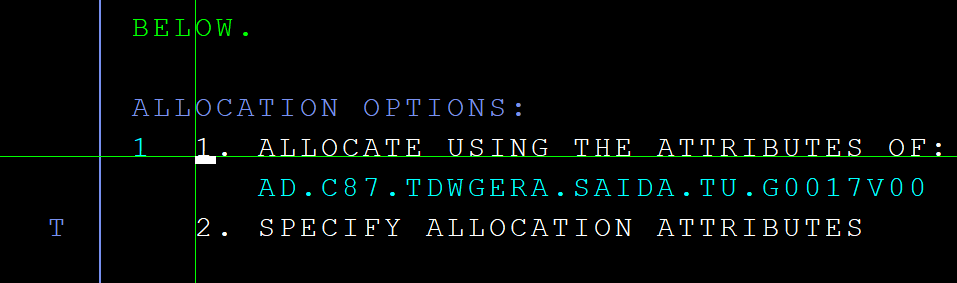 BELOW.
ALLOCATION OPTIONS:
1 1. ALLOCATE USING THE ATTRIBUTES OF:
AD.C87.TDWGERA.SAIDA.TU.G0017V00
T 2. SPECIFY ALLOCATION ATTRIBUTES